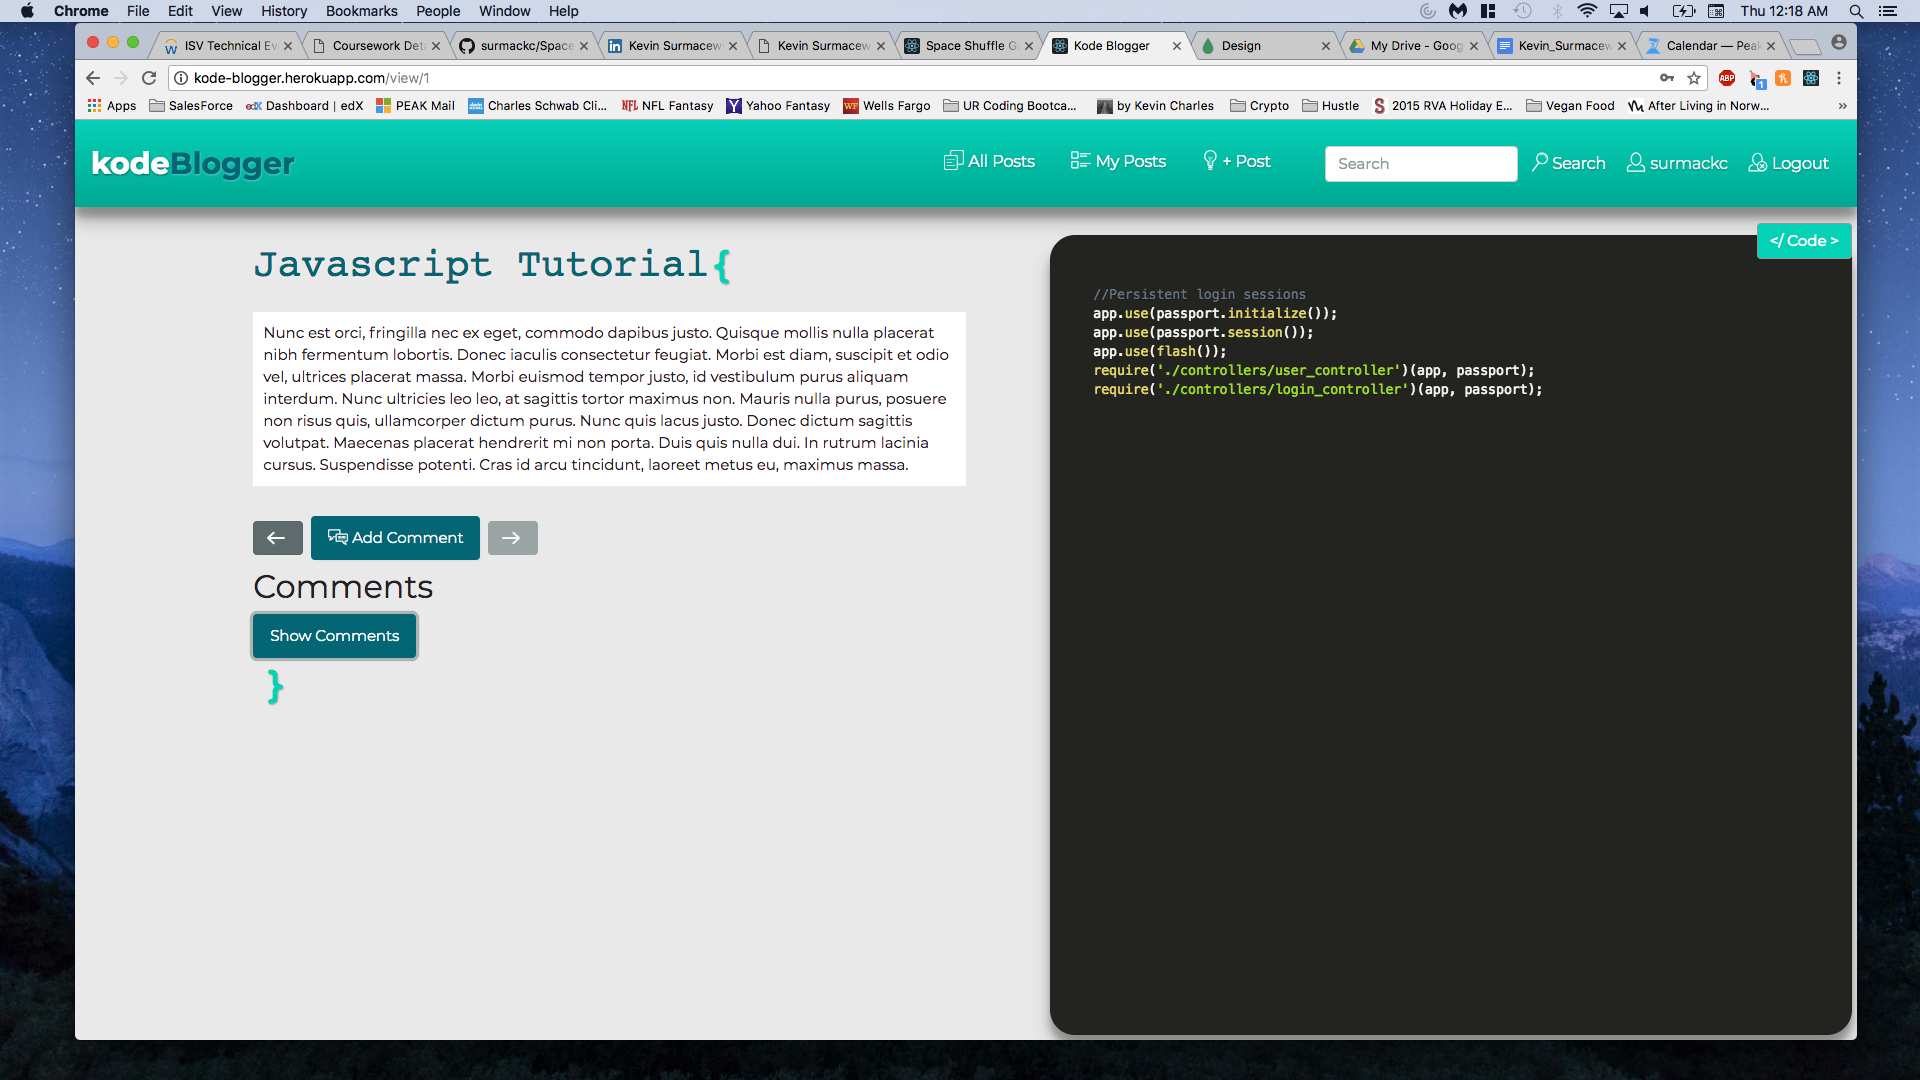 Chrome File Edit View History Bookmarks People Window Help Thu 12:18 AM
ISV Technical Ev Coursework Deta surmackc/Space Kevin Surmacew Kevin Surmacew Space Shuffle G Kode Blogger Design My Drive - Goog Kevin_Surmacew Calendar — Peak
kode-blogger.herokuapp.com/view/1 ABP 1
Apps SalesForce edX Dashboard | edX PEAK Mail Charles Schwab Cli... NFL NFL Fantasy Y Yahoo Fantasy WF Wells Fargo UR Coding Bootca... by Kevin Charles Crypto Hustle S 2015 RVA Holiday E... Vegan Food After Living in Norw... »
kodeBlogger All Posts My Posts + Post Search Search surmackc Logout
Javascript Tutorial{
Nunc est orci, fringilla nec ex eget, commodo dapibus justo. Quisque mollis nulla placerat
nibh fermentum lobortis. Donec iaculis consectetur feugiat. Morbi est diam, suscipit et odio
vel, ultrices placerat massa. Morbi euismod tempor justo, id vestibulum purus aliquam
interdum. Nunc ultricies leo leo, at sagittis tortor maximus non. Mauris nulla purus, posuere
non risus quis, ullamcorper dictum purus. Nunc quis lacus justo. Donec dictum sagittis
volutpat. Maecenas placerat hendrerit mi non porta. Duis quis nulla dui. In rutrum lacinia
cursus. Suspendisse potenti. Cras id arcu tincidunt, laoreet metus eu, maximus massa.
Add Comment
Comments
Show Comments
}
</ Code >
//Persistent login sessions
app.use(passport.initialize());
app.use(passport.session());
app.use(flash());
require('./controllers/user_controller')(app, passport);
require('./controllers/login_controller')(app, passport);